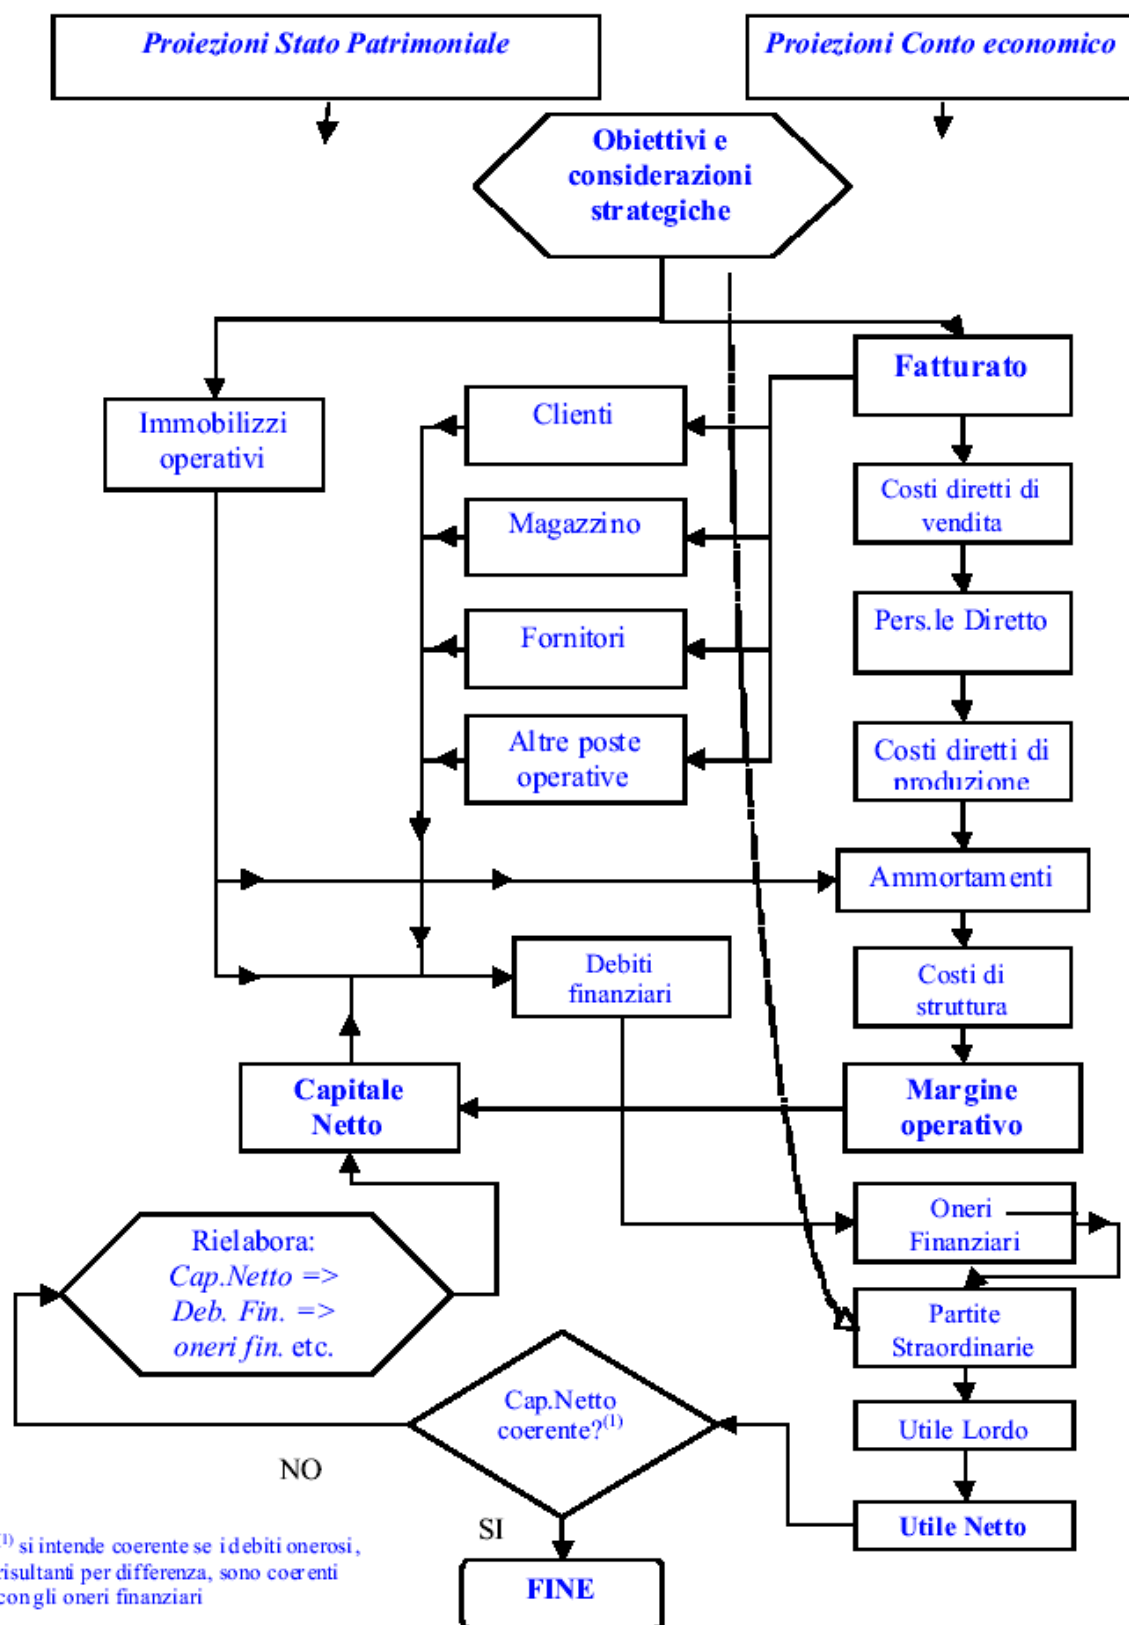 Proiezioni Stato Patrimoniale
Proiezioni Conto economico
Obiettivi e
considerazioni
strategiche
Fatturato
Immobilizzi
operativi
Clienti
Costi diretti di
vendita
Magazzino
Pers.le Diretto
Fornitori
Altre poste
operative
Costi diretti di
produzione
Ammortamenti
Debiti
finanziari
Costi di
struttura
Capitale
Netto
Margine
operativo
Oneri
Finanziari
Rielabora:
Cap.Netto =>
Deb. Fin. =>
oneri fin. etc.
Partite
Straordinarie
Cap.Netto
coerente?(1)
Utile Lordo
NO
Utile Netto
SI
(1) si intende coerente se i debiti onerosi,
risultanti per differenza, sono coerenti
con gli oneri finanziari
FINE